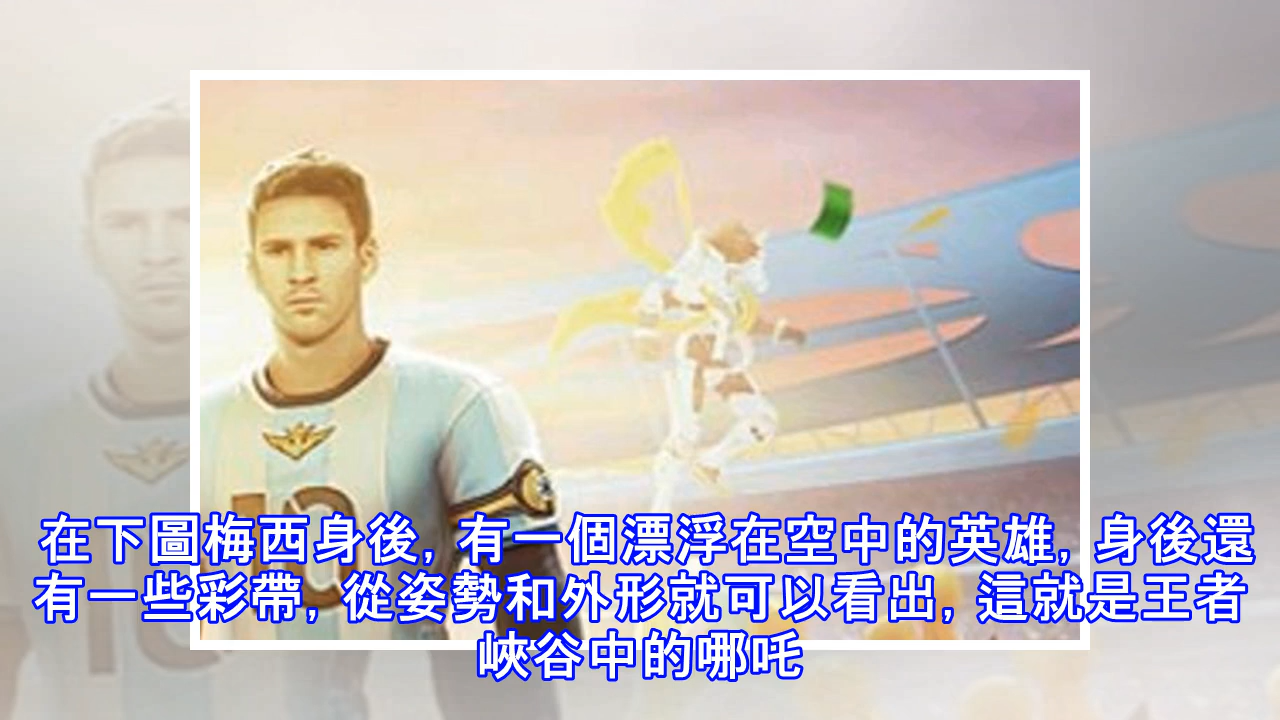 在下圖梅西身後, 有一個漂浮在空中的英雄, 身後還
有一些彩帶, 從姿勢和外形就可以看出, 這就是王者
峽谷中的哪吒
10